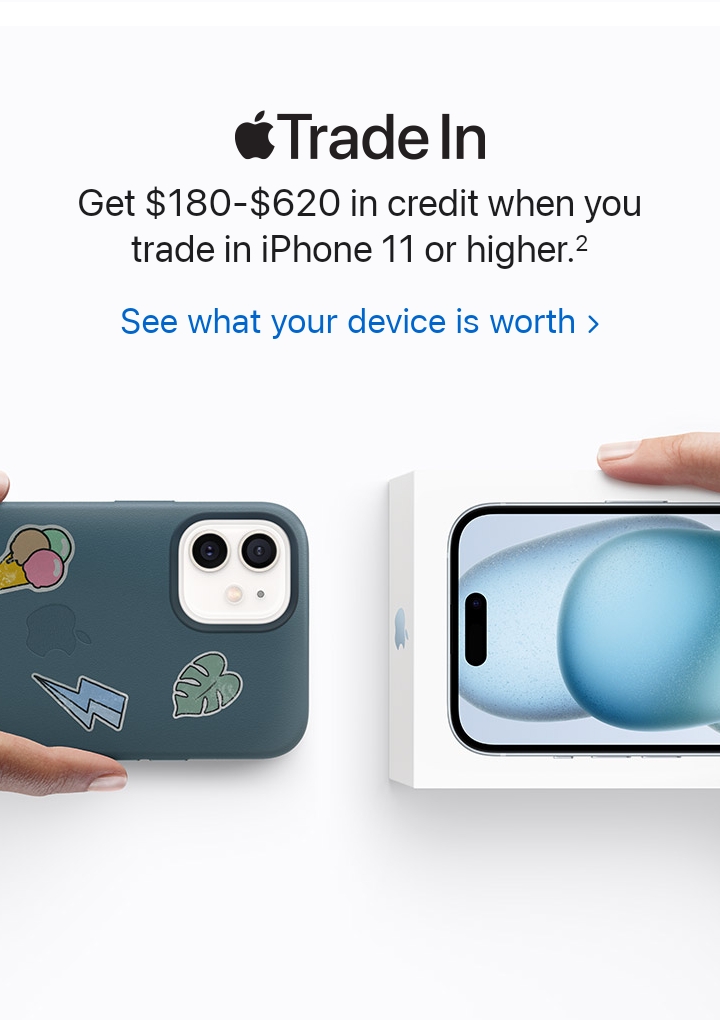 Trade In
Get $180-$620 in credit when you
trade in iPhone 11 or higher.²
See what your device is worth >